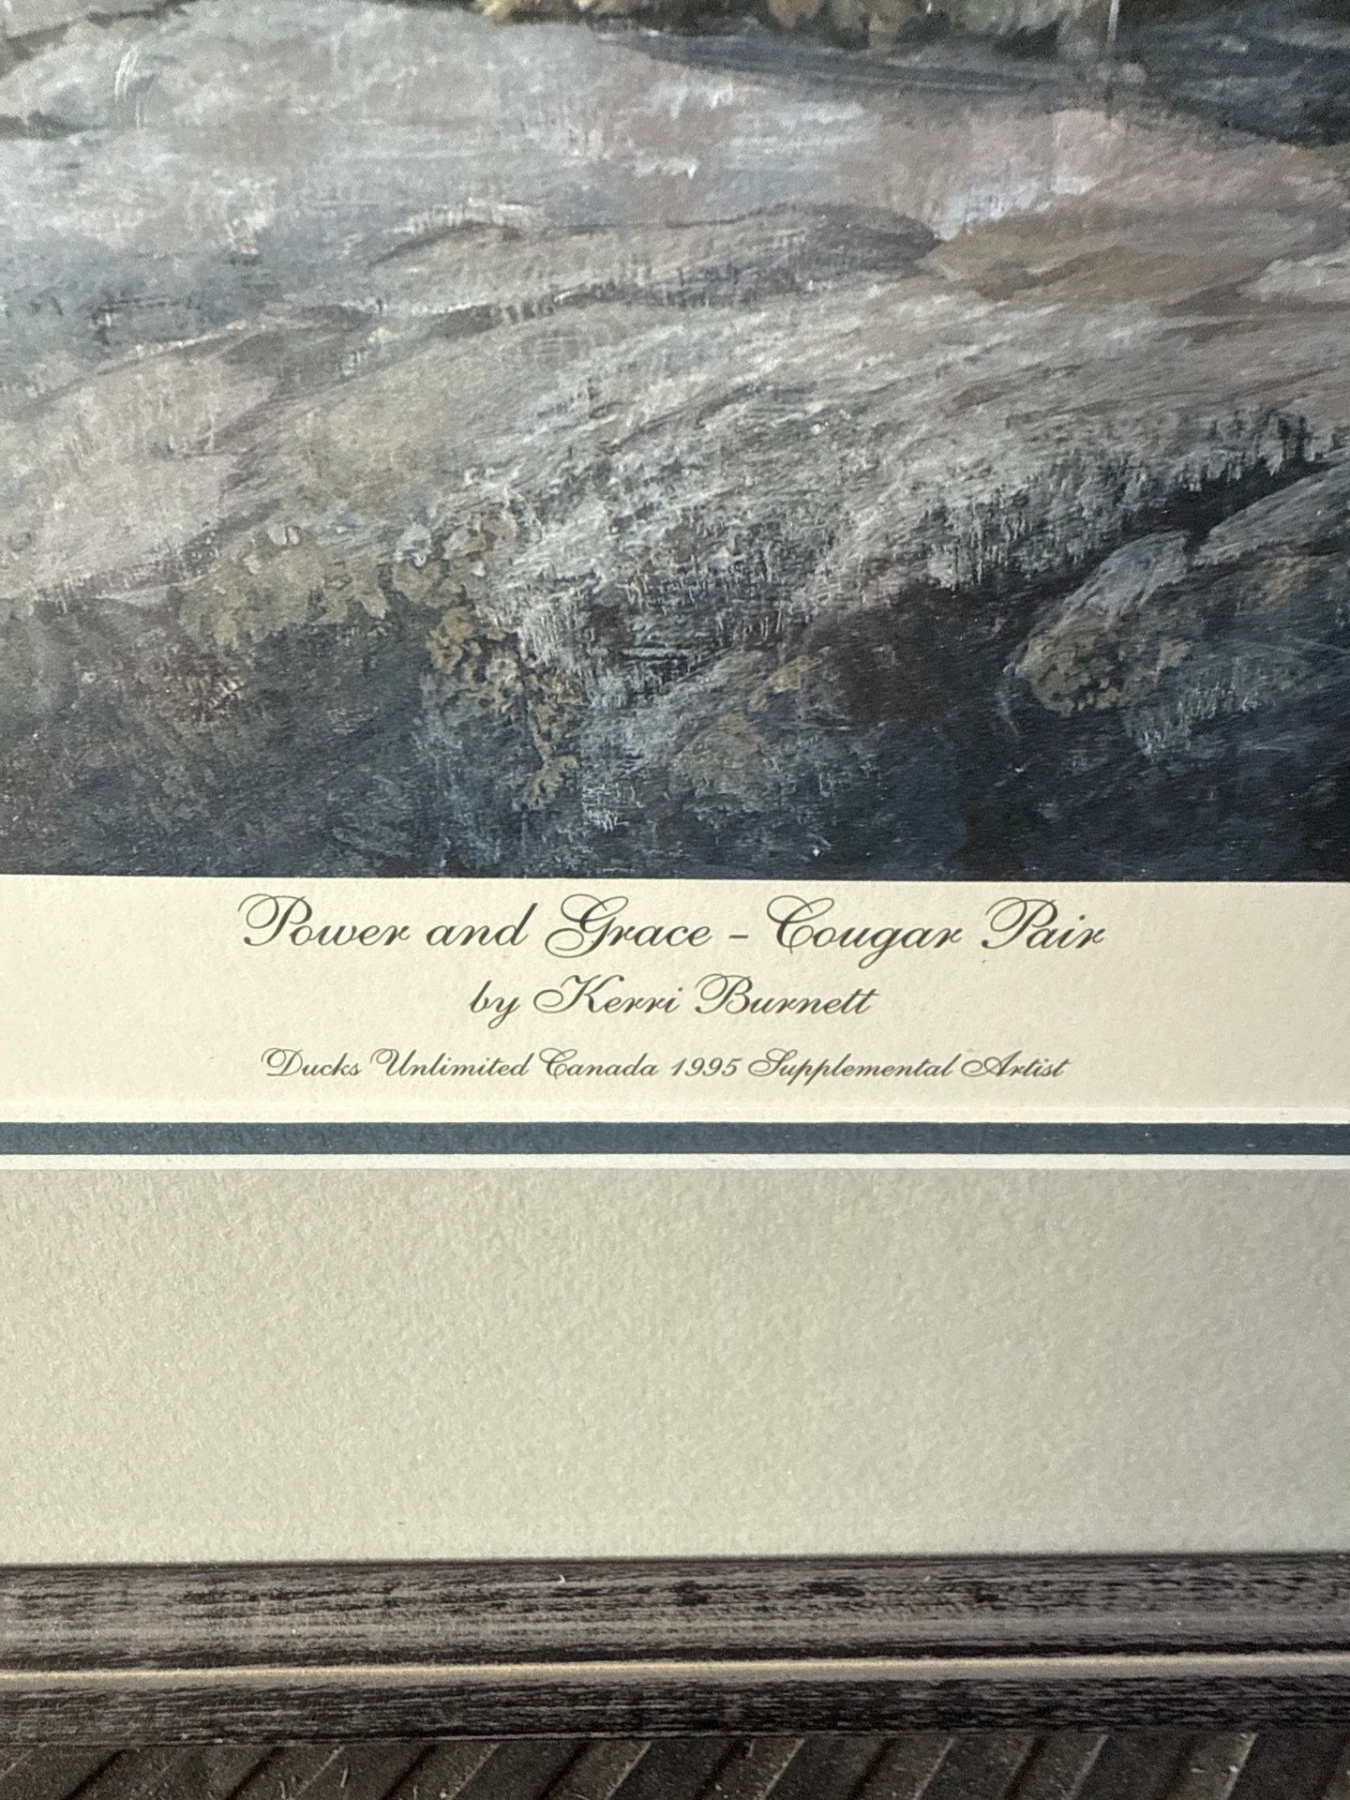 Power and Grace - Cougar Pair
by Kerri Burnett
Ducks Unlimited Canada 1995 Supplemental Artist